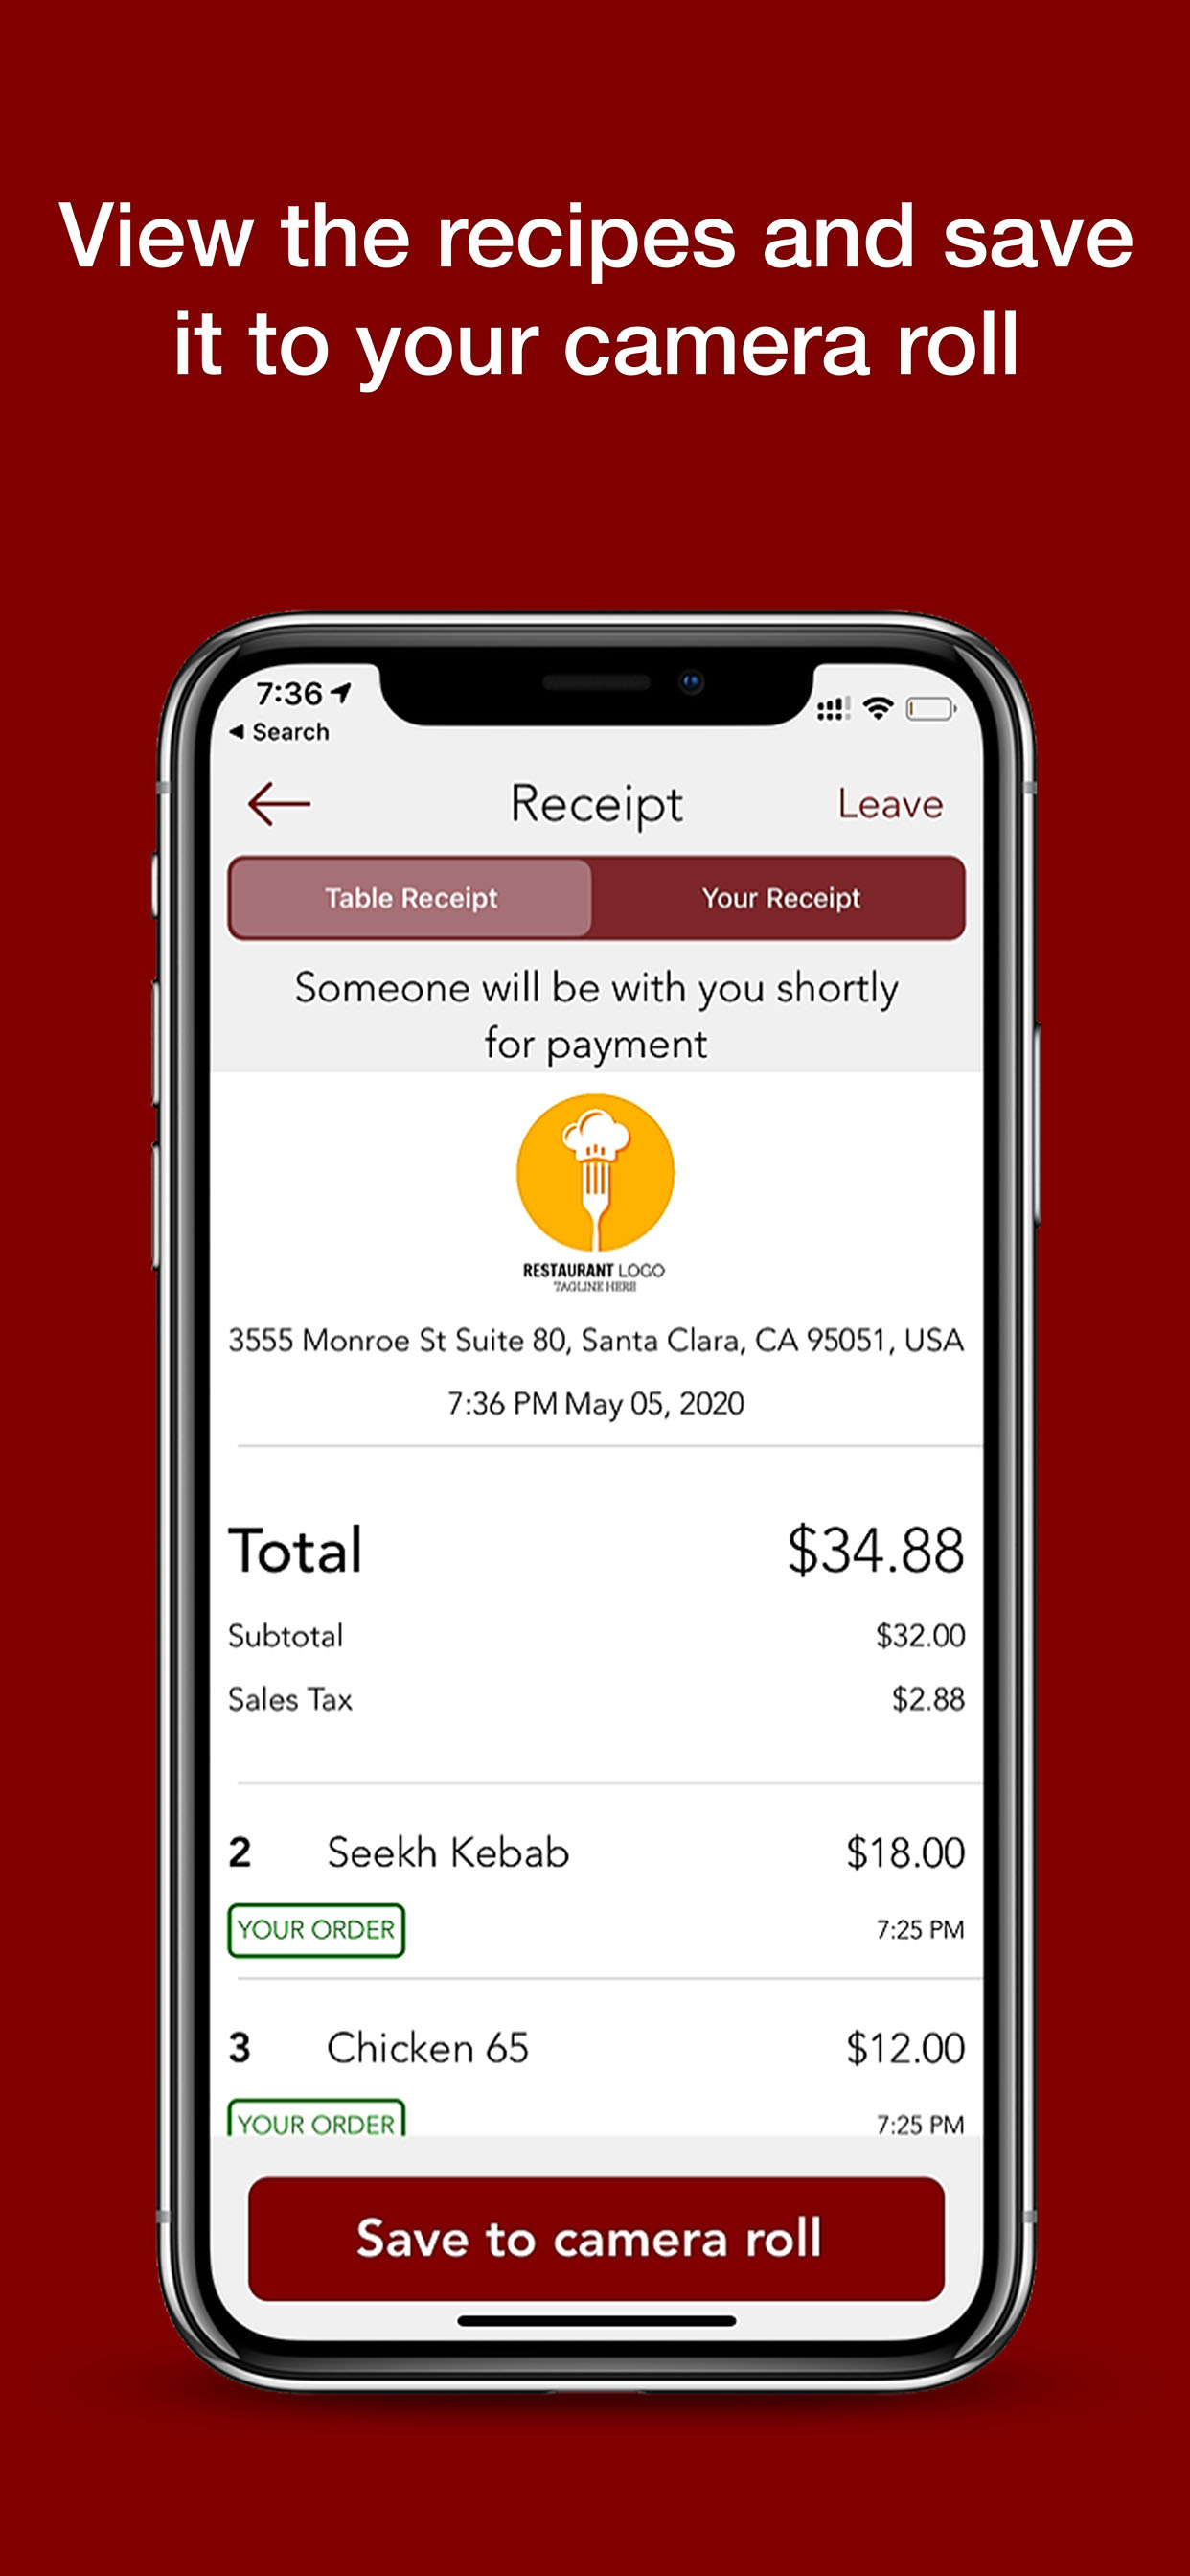 View the recipes and save
it to your camera roll
7:36
Search
Receipt
Leave
Table Receipt
Your Receipt
Someone will be with you shortly
for payment
RESTAURANT LOGO
TAGLINE HERE
3555 Monroe St Suite 80, Santa Clara, CA 95051, USA
7:36 PM May 05, 2020
Total $34.88
Subtotal $32.00
Sales Tax $2.88
2 Seekh Kebab $18.00
YOUR ORDER 7:25 PM
3 Chicken 65 $12.00
YOUR ORDER 7:25 PM
Save to camera roll